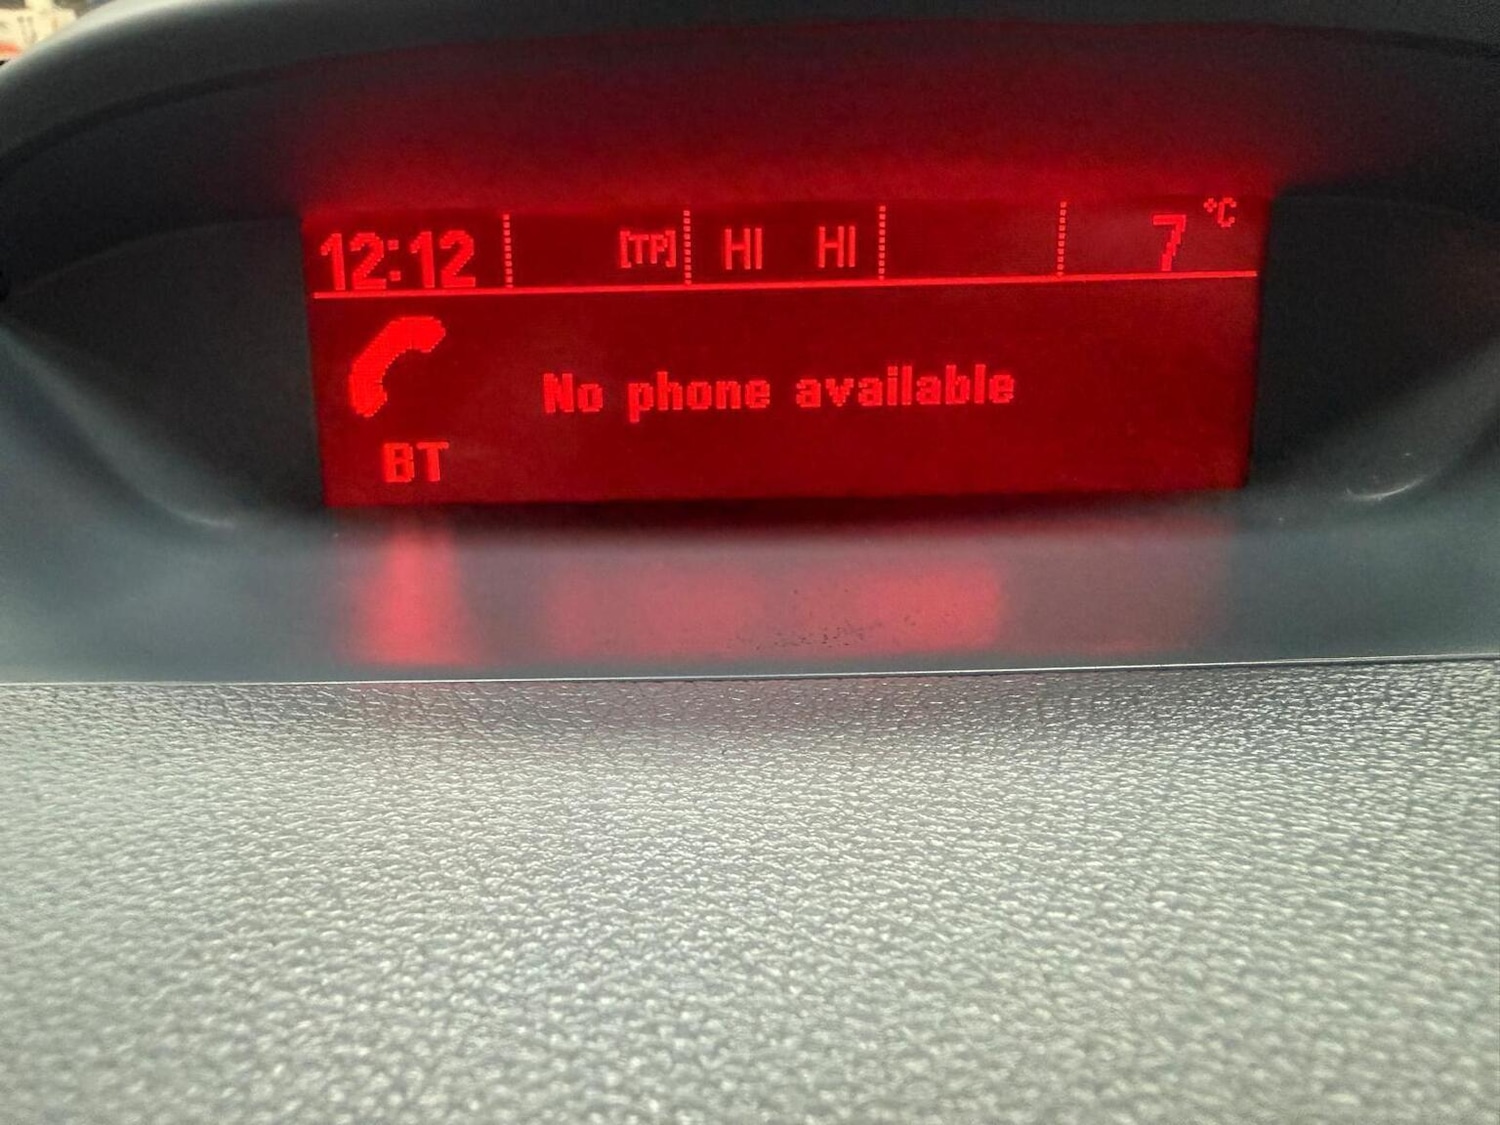 12:12 [TP] HI HI 7 °C
No phone available
BT